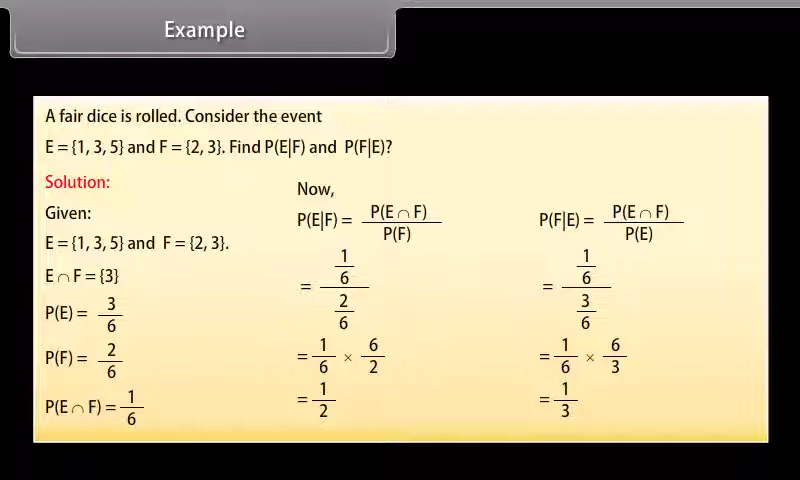 Example
A fair dice is rolled. Consider the event
E = {1, 3, 5} and F = {2, 3}. Find P(E|F) and P(F|E)?
Solution:
Given:
E = {1, 3, 5} and F = {2, 3}.
E ∩ F = {3}
P(E) = 3/6
P(F) = 2/6
P(E ∩ F) = 1/6
Now,
P(E|F) = P(E ∩ F)/P(F)
= (1/6)/(2/6)
= 1/6 × 6/2
= 1/2
P(F|E) = P(E ∩ F)/P(E)
= (1/6)/(3/6)
= 1/6 × 6/3
= 1/3